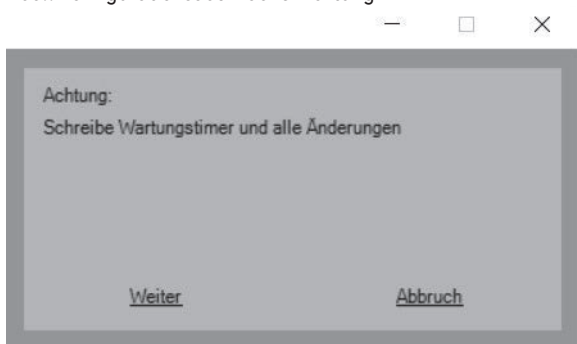 Achtung:
Schreibe Wartungstimer und alle Änderungen
Weiter
Abbruch